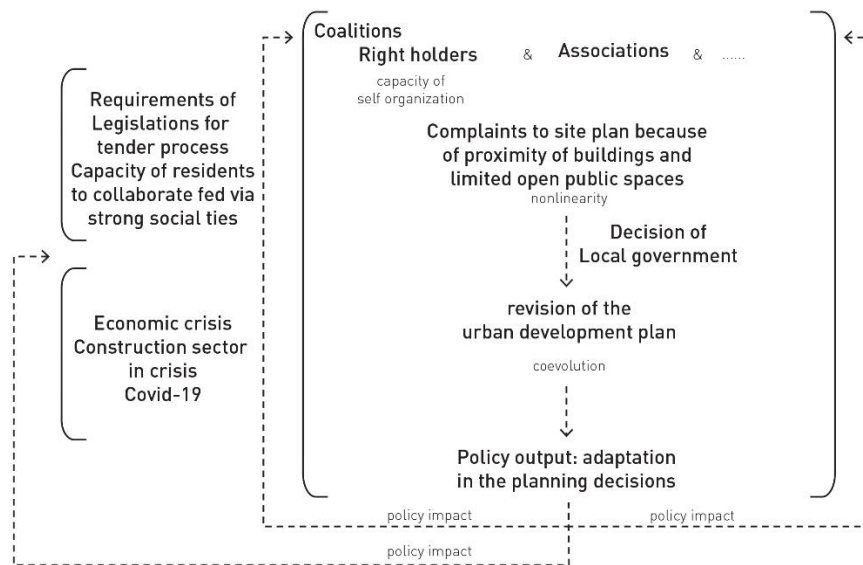 Coalitions
Right holders & Associations & ......
capacity of
self organization
Requirements of
Legislations for
tender process
Capacity of residents
to collaborate fed via
strong social ties
Complaints to site plan because
of proximity of buildings and
limited open public spaces
nonlinearity
Decision of
Local government
Economic crisis
Construction sector
in crisis
Covid-19
revision of the
urban development plan
coevolution
Policy output: adaptation
in the planning decisions
policy impact
policy impact
policy impact